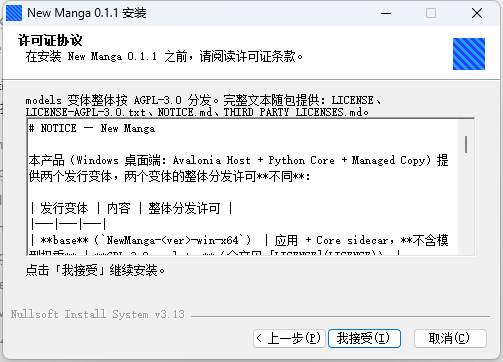 New Manga 0.1.1 安装
许可证协议
在安装 New Manga 0.1.1 之前，请阅读许可证条款。
models 变体整体按 AGPL-3.0 分发。完整文本随包提供：LICENSE、
LICENSE-AGPL-3.0.txt、NOTICE.md、THIRD PARTY LICENSES.md。
# NOTICE — New Manga
本产品（Windows 桌面端：Avalonia Host + Python Core + Managed Copy）提
供两个发行变体，两个变体的整体分发许可**不同**：
| 发行变体 | 内容 | 整体分发许可 |
|---|---|---|
| **base**（`NewManga-<ver>-win-x64`） | 应用 + Core sidecar，**不含模
点击「我接受」继续安装。
Nullsoft Install System v3.13
< 上一步(P)
我接受(I)
取消(C)